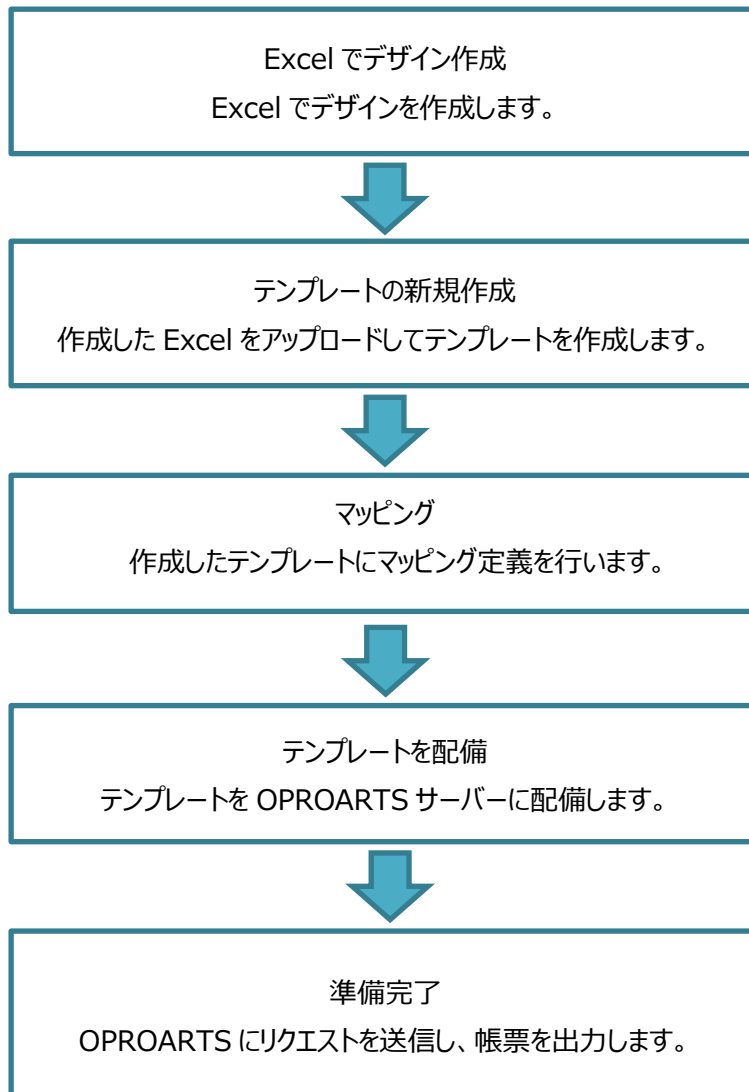 Excel でデザイン作成
Excel でデザインを作成します。
テンプレートの新規作成
作成した Excel をアップロードしてテンプレートを作成します。
マッピング
作成したテンプレートにマッピング定義を行います。
テンプレートを配備
テンプレートを OPROARTS サーバーに配備します。
準備完了
OPROARTS にリクエストを送信し、帳票を出力します。